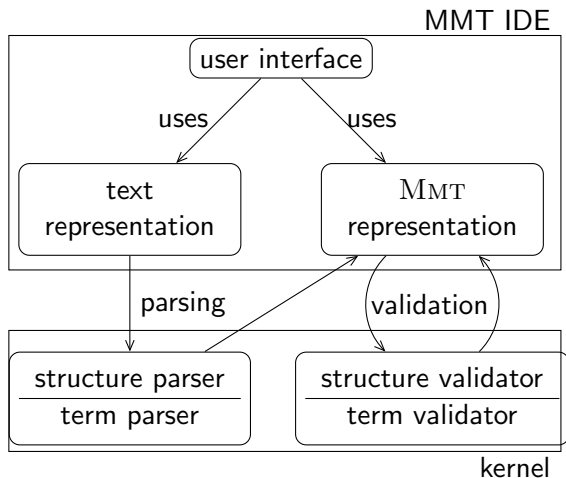 MMT IDE
user interface
uses
uses
text
representation
MMT
representation
parsing
validation
structure parser
term parser
structure validator
term validator
kernel